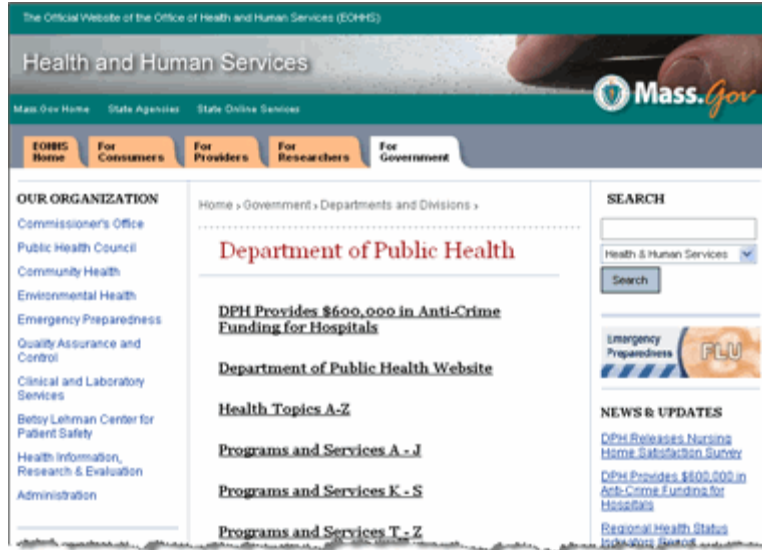 The Official Website of the Office of Health and Human Services (EOHHS)
Health and Human Services
Mass.Gov
Mass.Gov Home State Agencies State Online Services
EOHHS Home
For Consumers
For Providers
For Researchers
For Government
OUR ORGANIZATION
Commissioner's Office
Public Health Council
Community Health
Environmental Health
Emergency Preparedness
Quality Assurance and
Control
Clinical and Laboratory
Services
Betsy Lehman Center for
Patient Safety
Health Information,
Research & Evaluation
Administration
Home > Government > Departments and Divisions >
Department of Public Health
DPH Provides $600,000 in Anti-Crime
Funding for Hospitals
Department of Public Health Website
Health Topics A-Z
Programs and Services A - J
Programs and Services K - S
Programs and Services T - Z
SEARCH
Health & Human Services
Search
Emergency
Preparedness
FLU
NEWS & UPDATES
DPH Releases Nursing
Home Satisfaction Survey
DPH Provides $600,000 in
Anti-Crime Funding for
Hospitals
Regional Health Status
Indicators Report